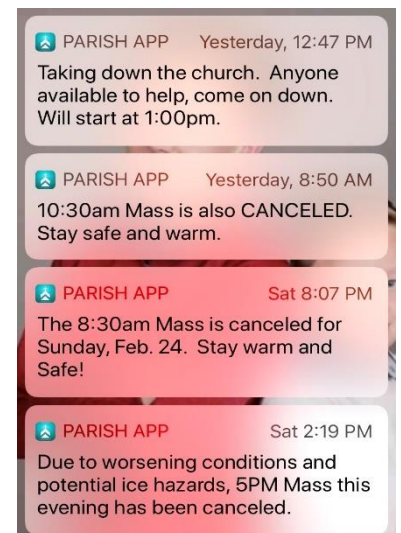 PARISH APP Yesterday, 12:47 PM
Taking down the church. Anyone
available to help, come on down.
Will start at 1:00pm.
PARISH APP Yesterday, 8:50 AM
10:30am Mass is also CANCELED.
Stay safe and warm.
PARISH APP Sat 8:07 PM
The 8:30am Mass is canceled for
Sunday, Feb. 24. Stay warm and
Safe!
PARISH APP Sat 2:19 PM
Due to worsening conditions and
potential ice hazards, 5PM Mass this
evening has been canceled.